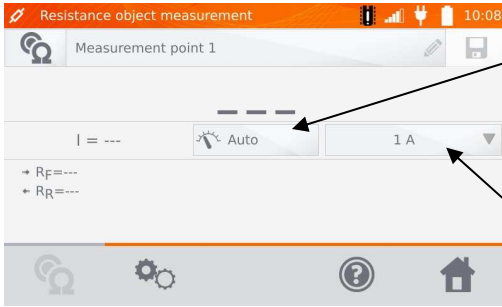 Resistance object measurement 10:08
Measurement point 1
---
I = --- Auto 1 A
→ RF=---
← RR=---